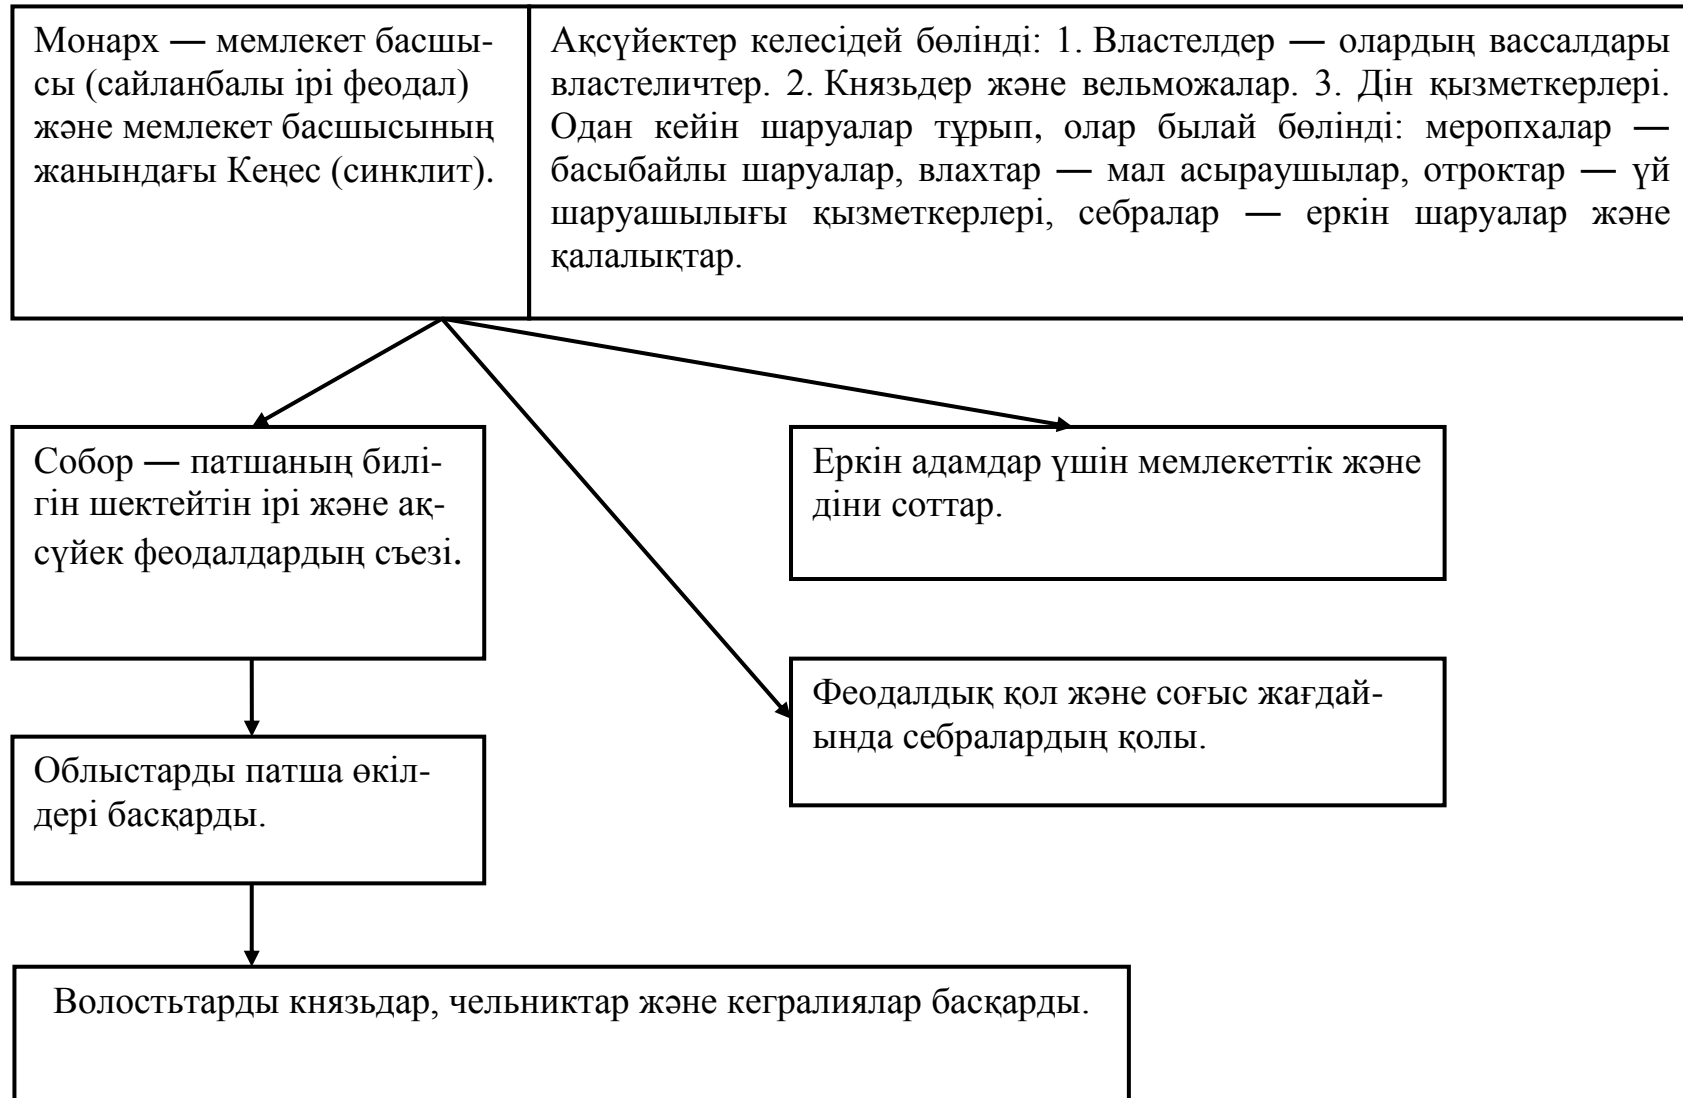 Монарх — мемлекет басшы-
сы (сайланбалы ірі феодал)
және мемлекет басшысының
жанындағы Кеңес (синклит).
Ақсүйектер келесідей бөлінді: 1. Властелдер — олардың вассалдары
властеличтер. 2. Князьдер және вельможалар. 3. Дін қызметкерлері.
Одан кейін шаруалар тұрып, олар былай бөлінді: меропхалар —
басыбайлы шаруалар, влахтар — мал асыраушылар, отроктар — үй
шаруашылығы қызметкерлері, себралар — еркін шаруалар және
қалалықтар.
Собор — патшаның билі-
гін шектейтін ірі және ақ-
сүйек феодалдардың съезі.
Еркін адамдар үшін мемлекеттік және
діни соттар.
Феодалдық қол және соғыс жағдай-
ында себралардың қолы.
Облыстарды патша өкіл-
дері басқарды.
Волостьтарды князьдар, чельниктар және кегралиялар басқарды.